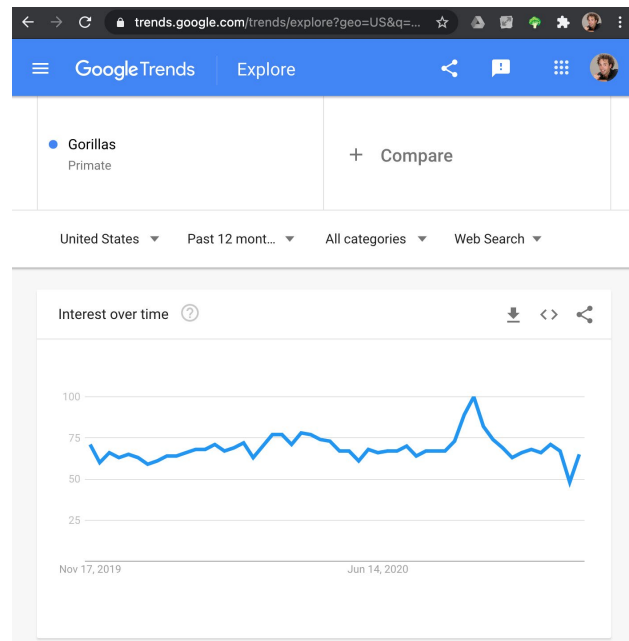 trends.google.com/trends/explore?geo=US&q=...
Google Trends Explore
Gorillas
Primate
+ Compare
United States Past 12 mont... All categories Web Search
Interest over time
100
75
50
25
Nov 17, 2019 Jun 14, 2020